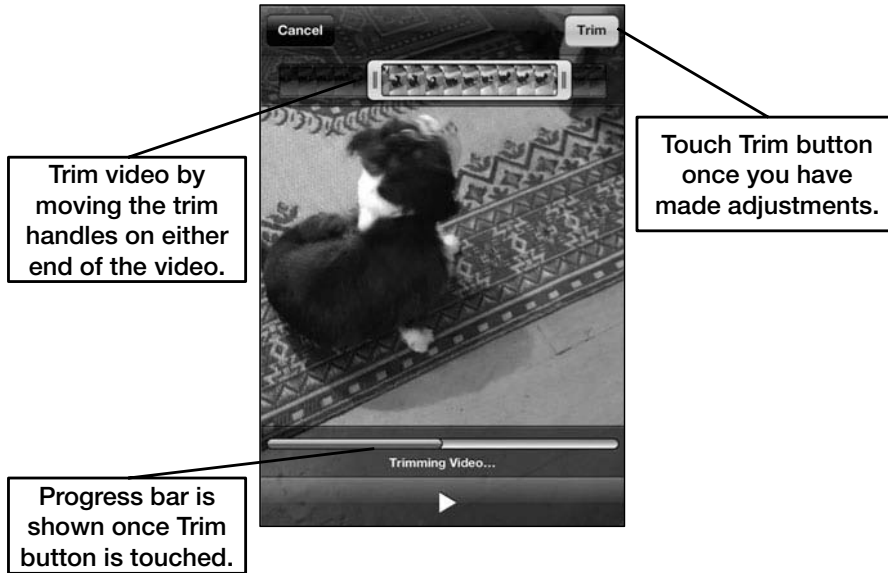 Cancel
Trim
Trim video by
moving the trim
handles on either
end of the video.
Touch Trim button
once you have
made adjustments.
Trimming Video...
Progress bar is
shown once Trim
button is touched.